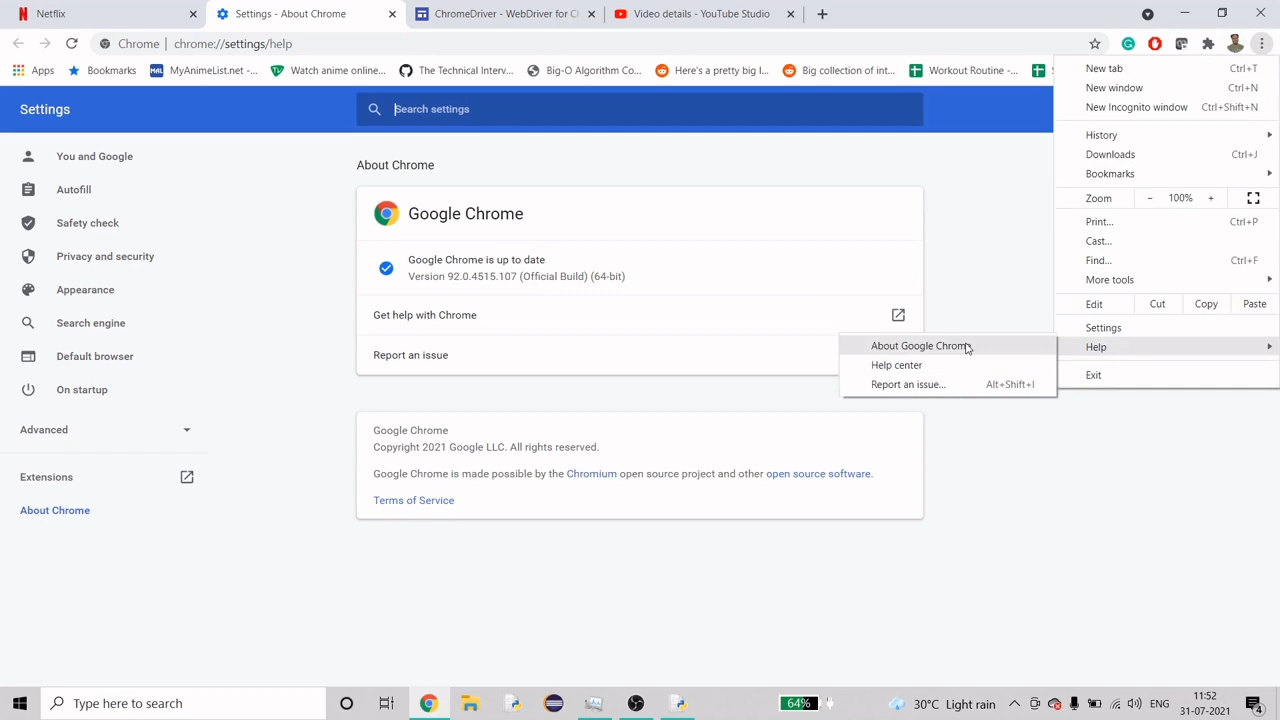 Netflix
Settings - About Chrome
ChromeDriver - WebDriver for C
Video details - YouTube Studio
Chrome | chrome://settings/help
Apps
Bookmarks
MyAnimeList.net -...
Watch anime online...
The Technical Interv...
Big-O Algorithm Co...
Here's a pretty big l...
Big collection of int...
Workout Routine -...
Settings
Search settings
You and Google
Autofill
Safety check
Privacy and security
Appearance
Search engine
Default browser
On startup
Advanced
Extensions
About Chrome
About Chrome
Google Chrome
Google Chrome is up to date
Version 92.0.4515.107 (Official Build) (64-bit)
Get help with Chrome
Report an issue
Google Chrome
Copyright 2021 Google LLC. All rights reserved.
Google Chrome is made possible by the Chromium open source project and other open source software.
Terms of Service
New tab Ctrl+T
New window Ctrl+N
New Incognito window Ctrl+Shift+N
History
Downloads Ctrl+J
Bookmarks
Zoom - 100% +
Print... Ctrl+P
Cast...
Find... Ctrl+F
More tools
Edit Cut Copy Paste
Settings
Help
Exit
About Google Chrome
Help center
Report an issue... Alt+Shift+I
Type here to search
64%
30°C Light rain
ENG
11:52
31-07-2021
4